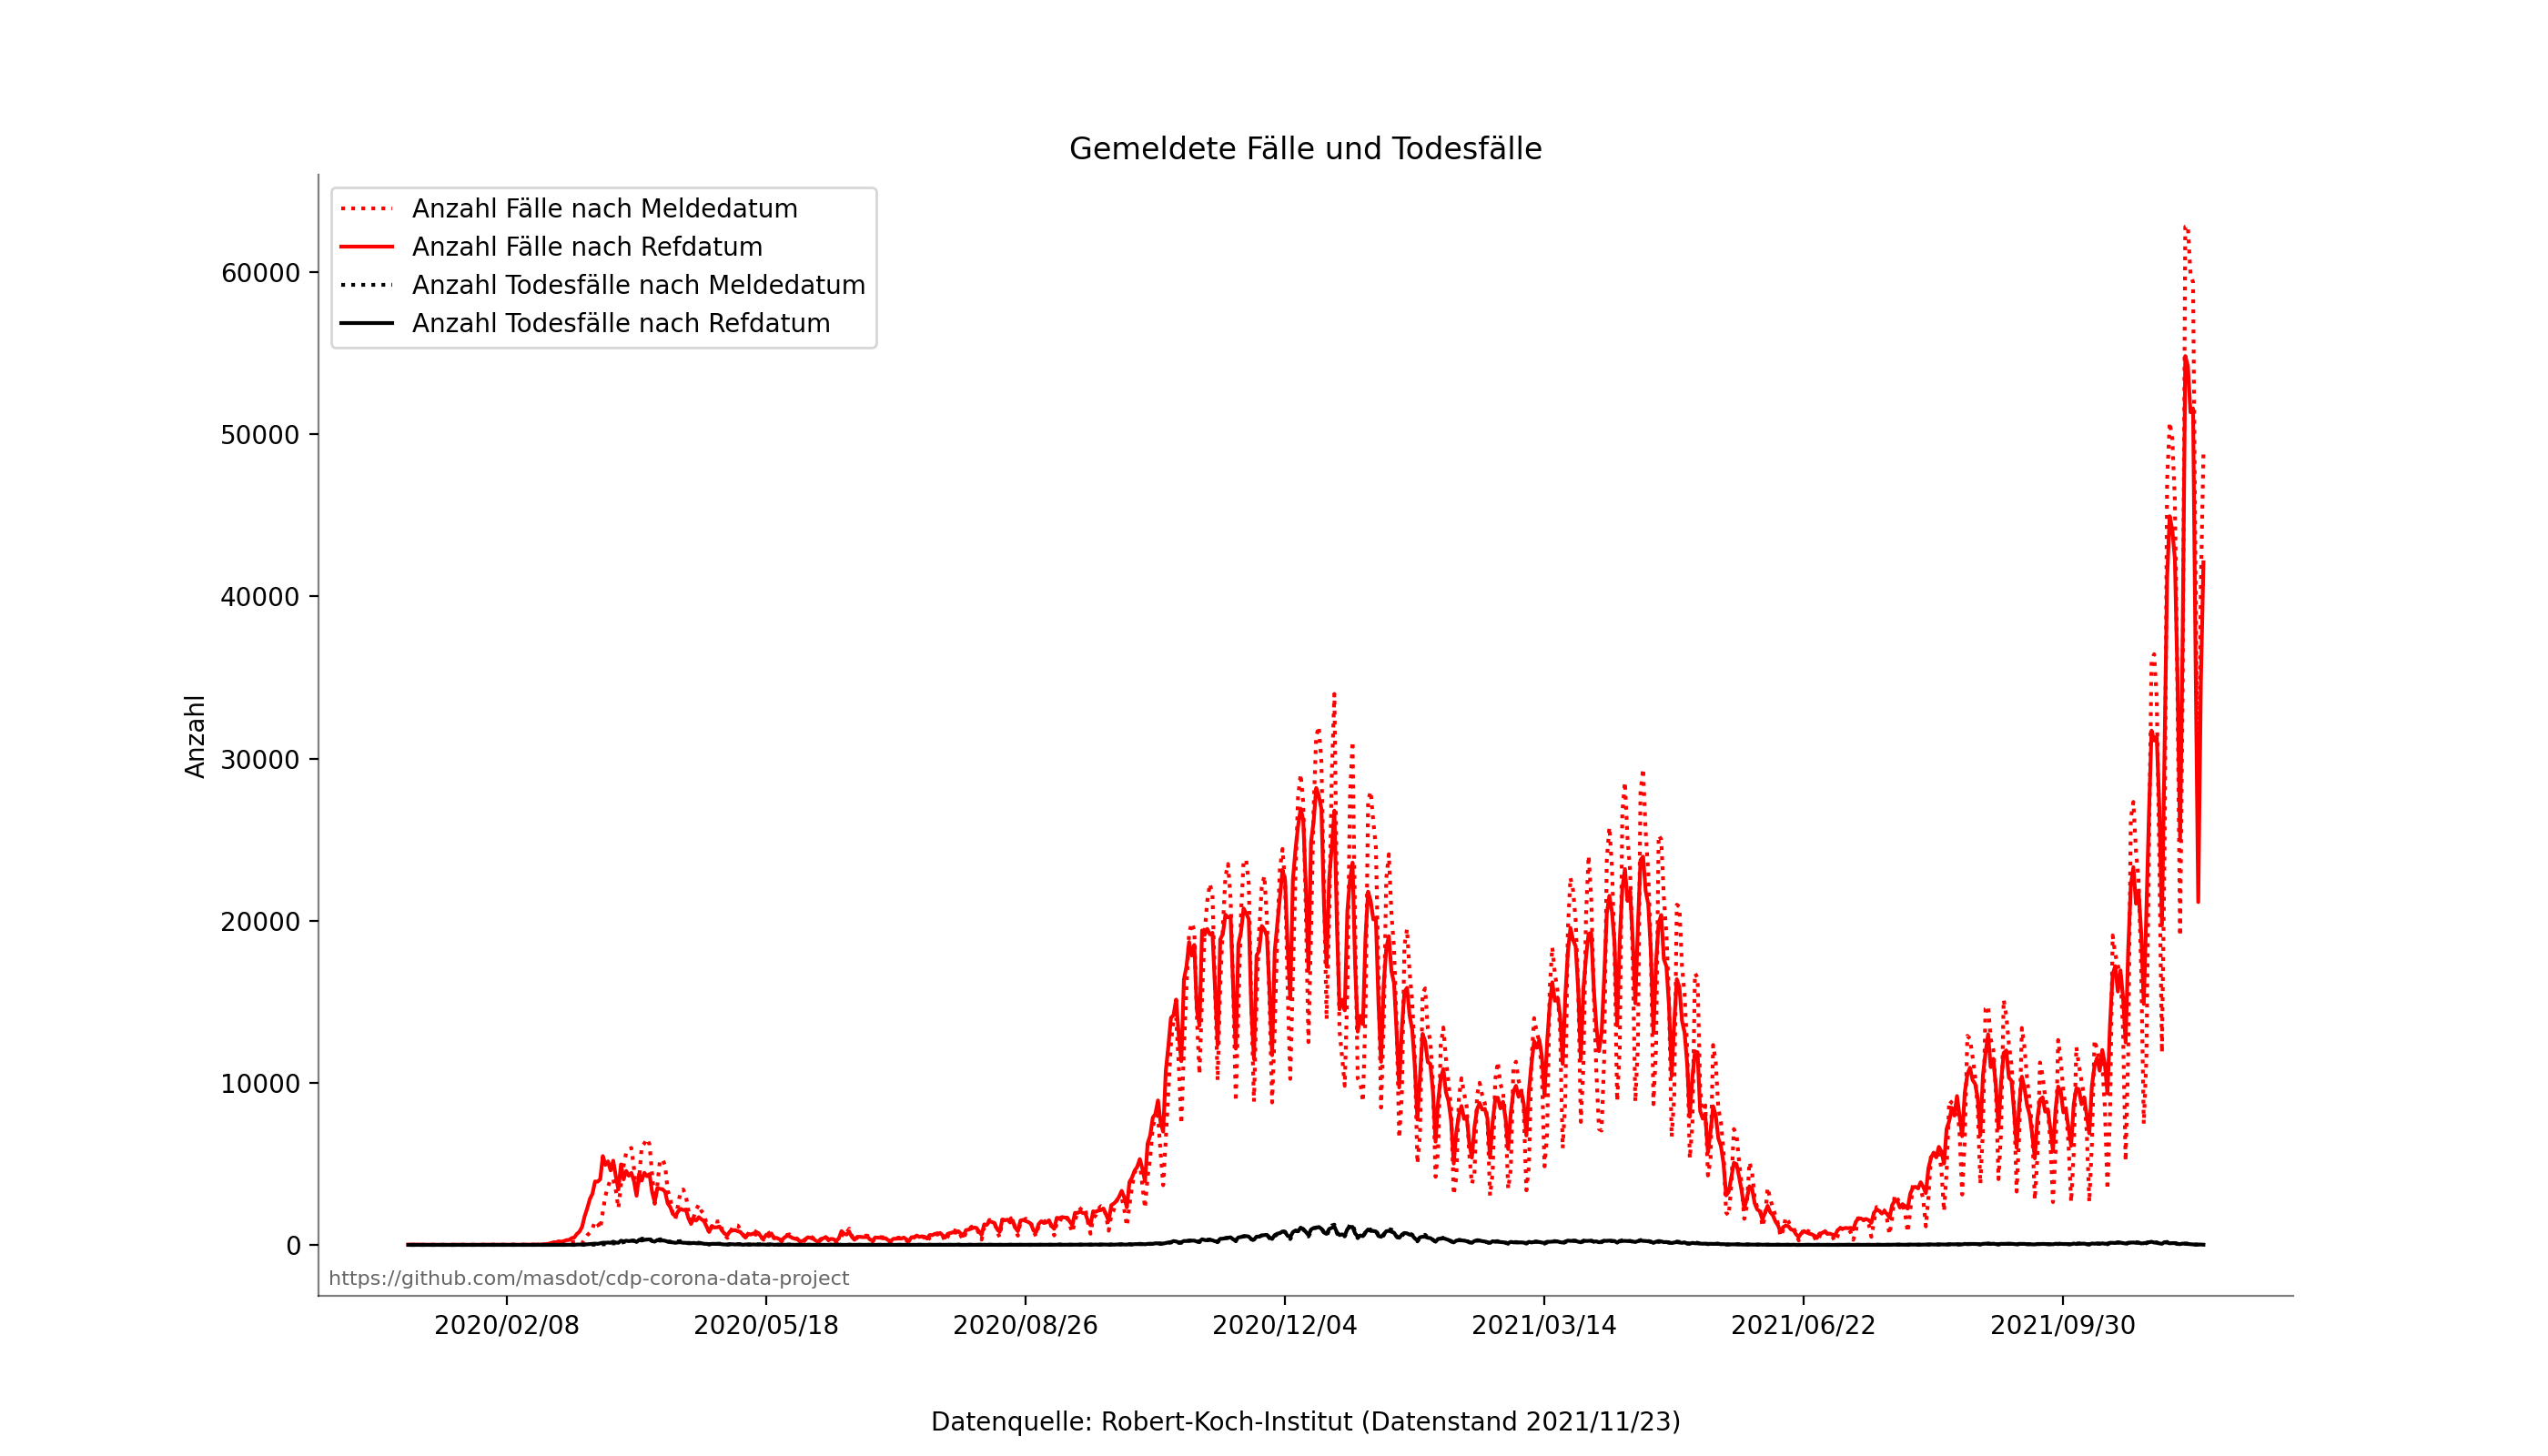 Gemeldete Fälle und Todesfälle
Anzahl Fälle nach Meldedatum
Anzahl Fälle nach Refdatum
Anzahl Todesfälle nach Meldedatum
Anzahl Todesfälle nach Refdatum
60000
50000
40000
30000
20000
10000
0
Anzahl
https://github.com/masdot/cdp-corona-data-project
2020/02/08 2020/05/18 2020/08/26 2020/12/04 2021/03/14 2021/06/22 2021/09/30
Datenquelle: Robert-Koch-Institut (Datenstand 2021/11/23)